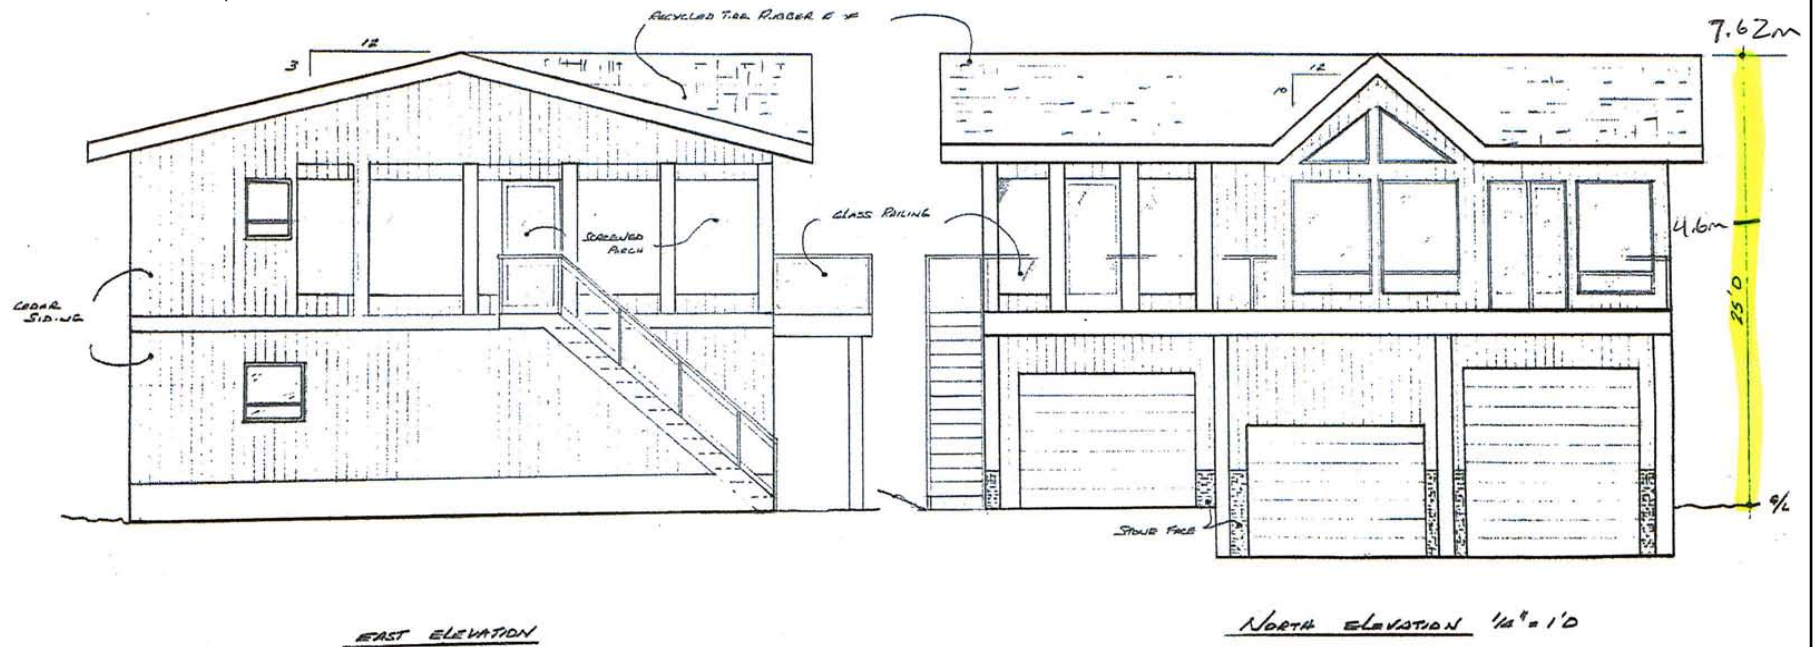 RECYCLED TIRE RUBBER
12
3
7.62m
12
10
GLASS RAILING
SCREENED
PORCH
4.6m
CEDAR
SIDING
25'0
G/L
STONE FACE
EAST ELEVATION
NORTH ELEVATION 1/4" = 1'0